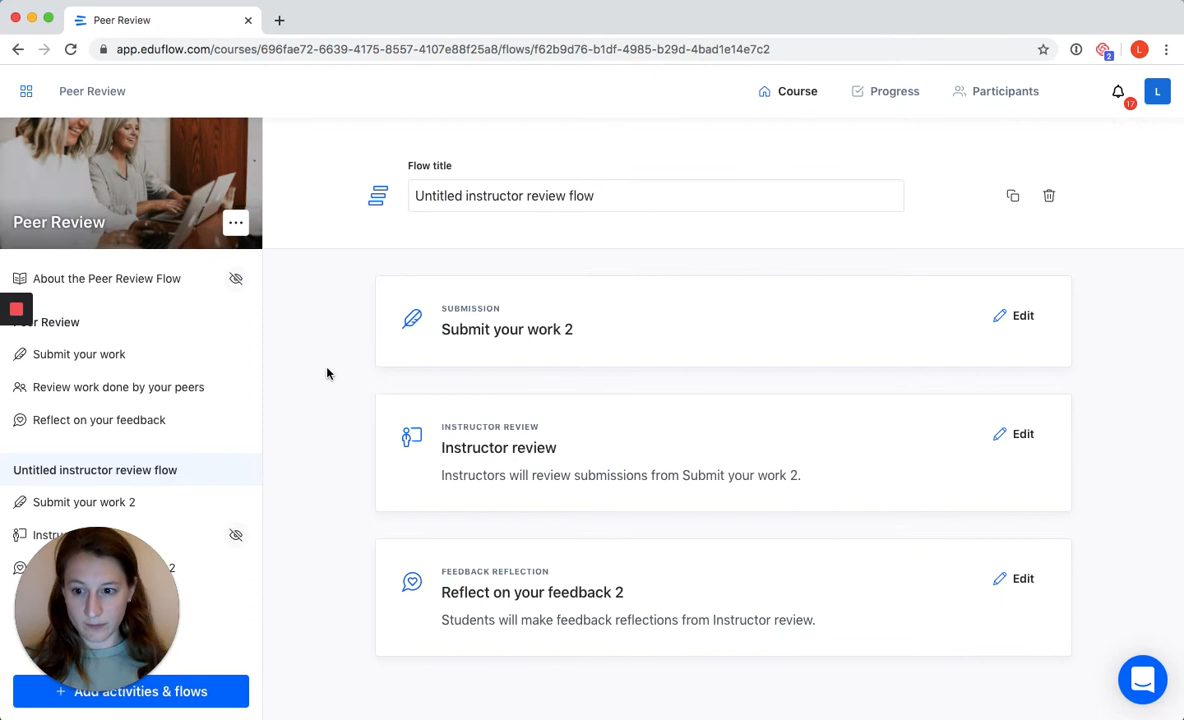 Peer Review
app.eduflow.com/courses/696fae72-6639-4175-8557-4107e88f25a8/flows/f62b9d76-b1df-4985-b29d-4bad1e14e7c2
L
2
Peer Review
Course
Progress
Participants
17
L
Peer Review
Flow title
Untitled instructor review flow
About the Peer Review Flow
er Review
Submit your work
Review work done by your peers
Reflect on your feedback
Untitled instructor review flow
Submit your work 2
Instru
2
+ Add activities & flows
SUBMISSION
Submit your work 2
Edit
INSTRUCTOR REVIEW
Instructor review
Edit
Instructors will review submissions from Submit your work 2.
FEEDBACK REFLECTION
Reflect on your feedback 2
Edit
Students will make feedback reflections from Instructor review.